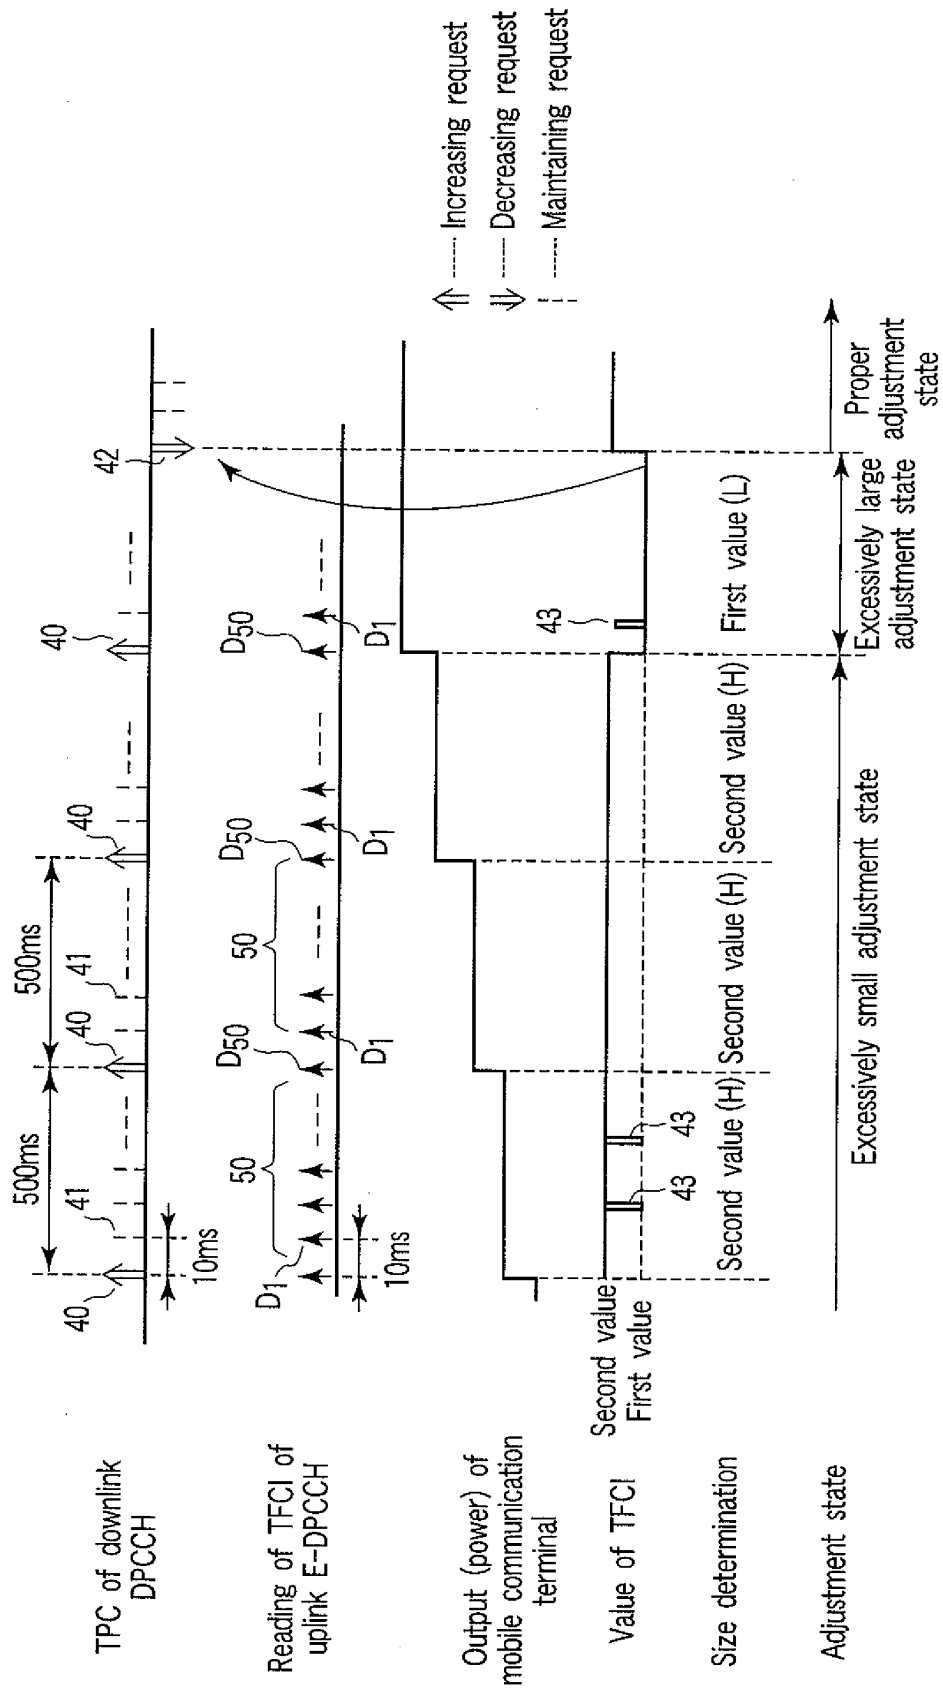 TPC of downlink
DPCCH
40
500ms
41
10ms
40
500ms
41
40
40
42
Reading of TFCI of
uplink E-DPCCH
D1
10ms
50
D50
D1
50
D50
D1
D50
D1
Output (power) of
mobile communication
terminal
Increasing request
Decreasing request
Maintaining request
Value of TFCI
Second value
First value
43
43
43
Size determination
Second value (H)
Second value (H)
Second value (H)
First value (L)
Adjustment state
Excessively small adjustment state
Excessively large
adjustment state
Proper
adjustment
state